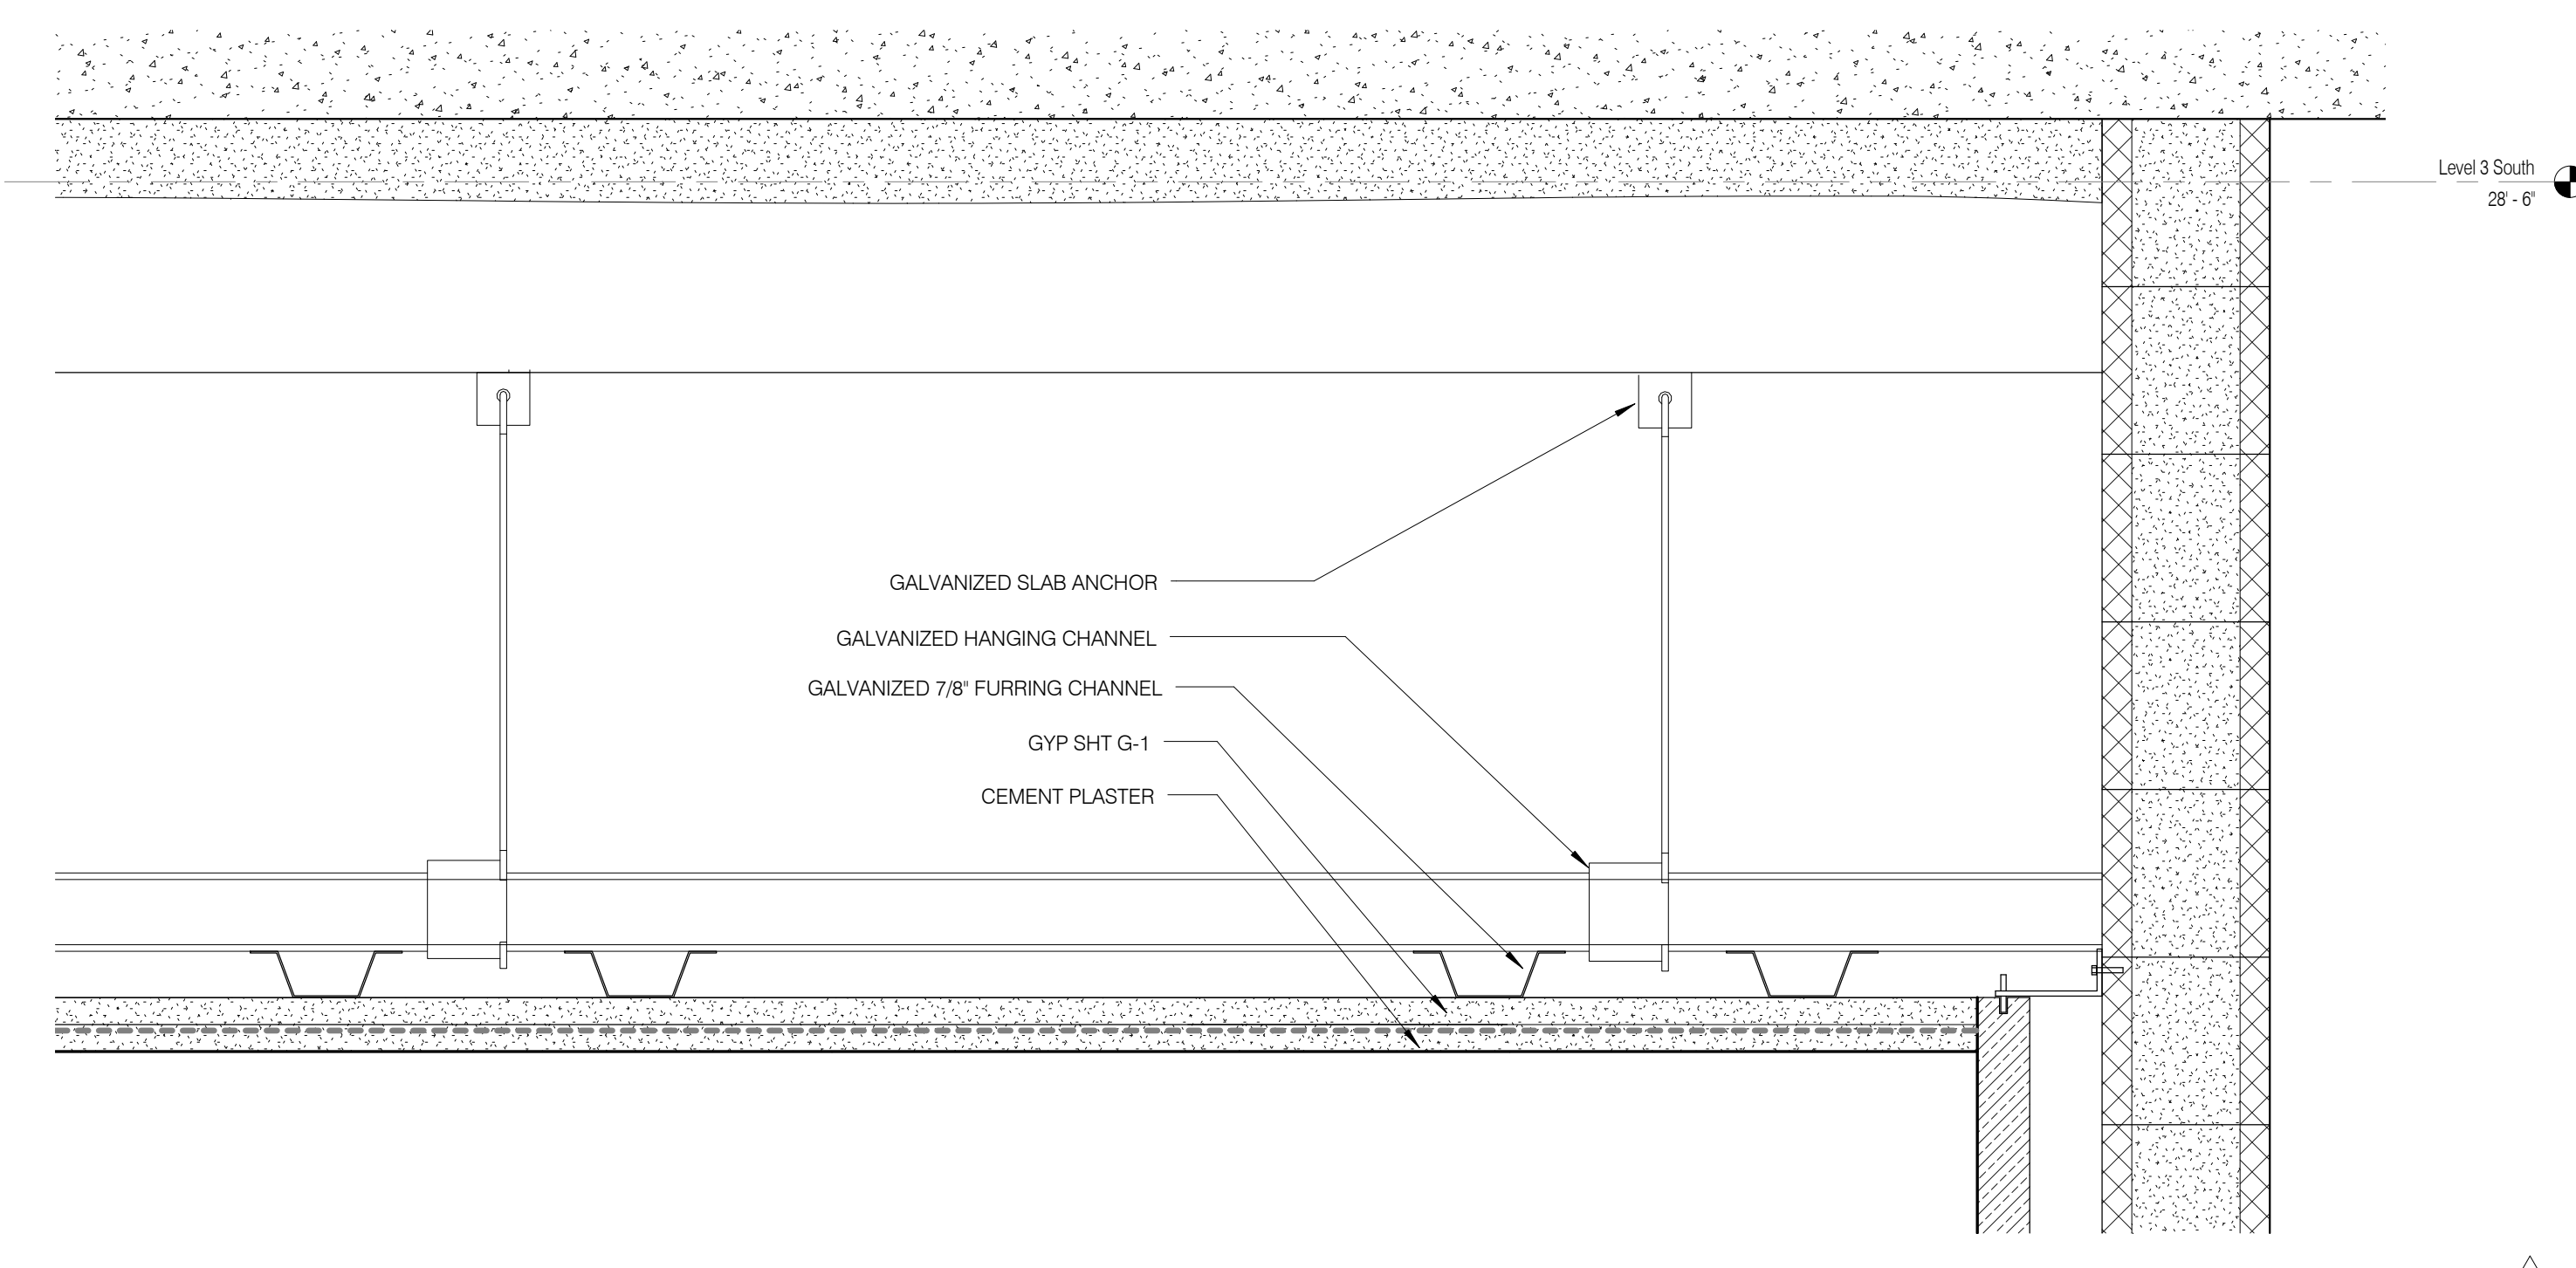 Level 3 South
28' - 6"
GALVANIZED SLAB ANCHOR
GALVANIZED HANGING CHANNEL
GALVANIZED 7/8" FURRING CHANNEL
GYP SHT G-1
CEMENT PLASTER